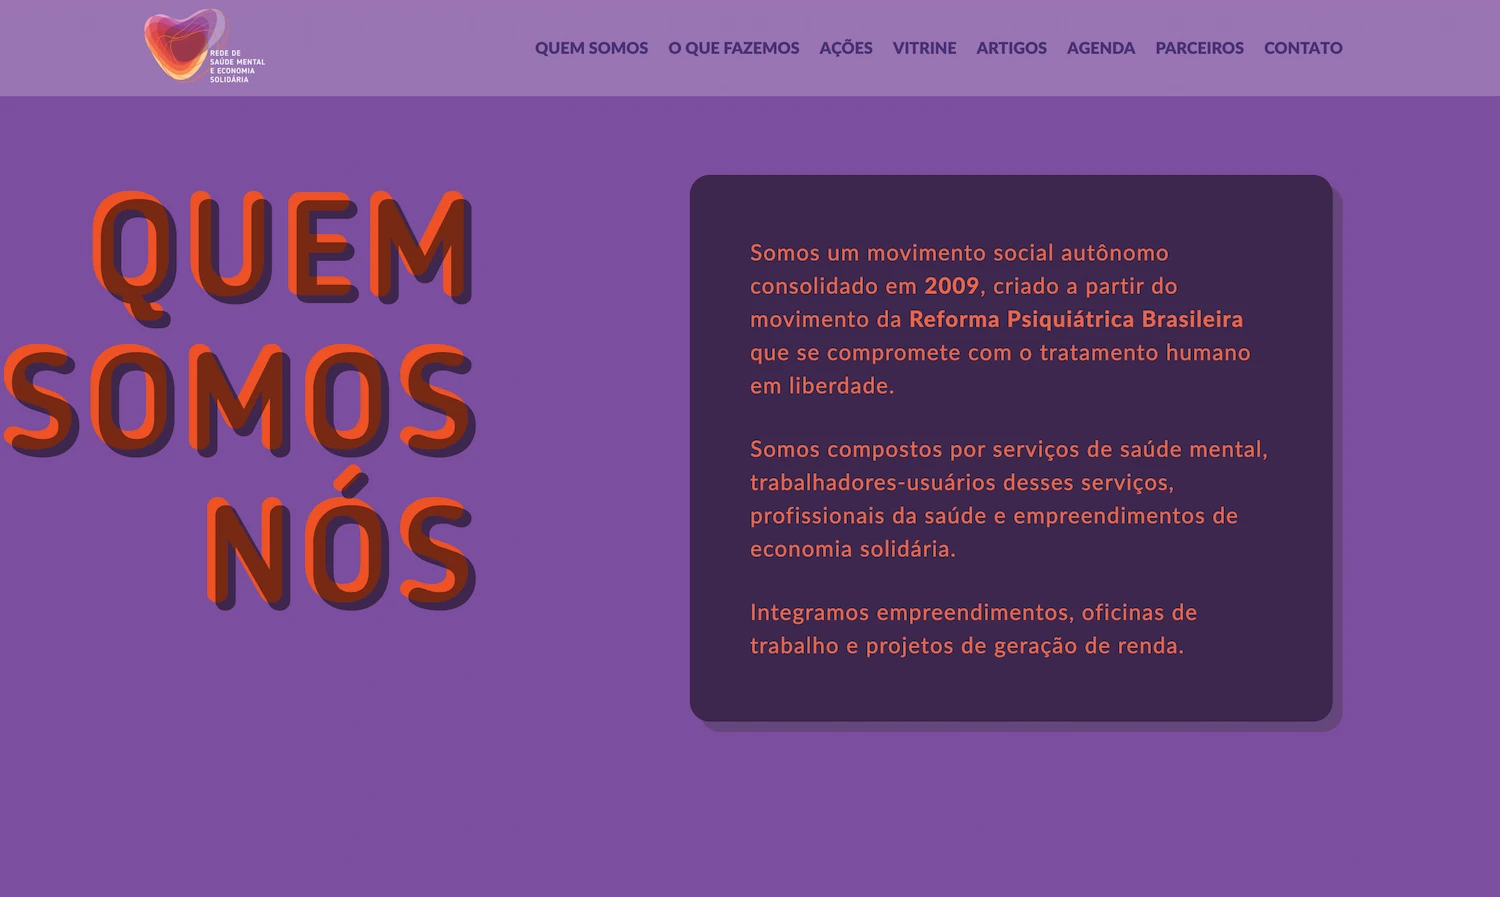 REDE DE
SAÚDE MENTAL
E ECONOMIA
SOLIDÁRIA
QUEM SOMOS O QUE FAZEMOS AÇÕES VITRINE ARTIGOS AGENDA PARCEIROS CONTATO
QUEM
SOMOS
NÓS
Somos um movimento social autônomo
consolidado em 2009, criado a partir do
movimento da Reforma Psiquiátrica Brasileira
que se compromete com o tratamento humano
em liberdade.
Somos compostos por serviços de saúde mental,
trabalhadores-usuários desses serviços,
profissionais da saúde e empreendimentos de
economia solidária.
Integramos empreendimentos, oficinas de
trabalho e projetos de geração de renda.